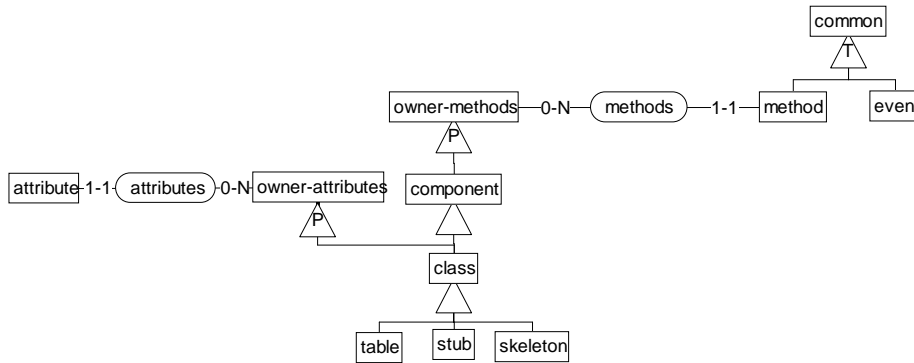 common
T
owner-methods 0-N methods 1-1 method even
P
attribute 1-1 attributes 0-N owner-attributes component
P
class
table stub skeleton